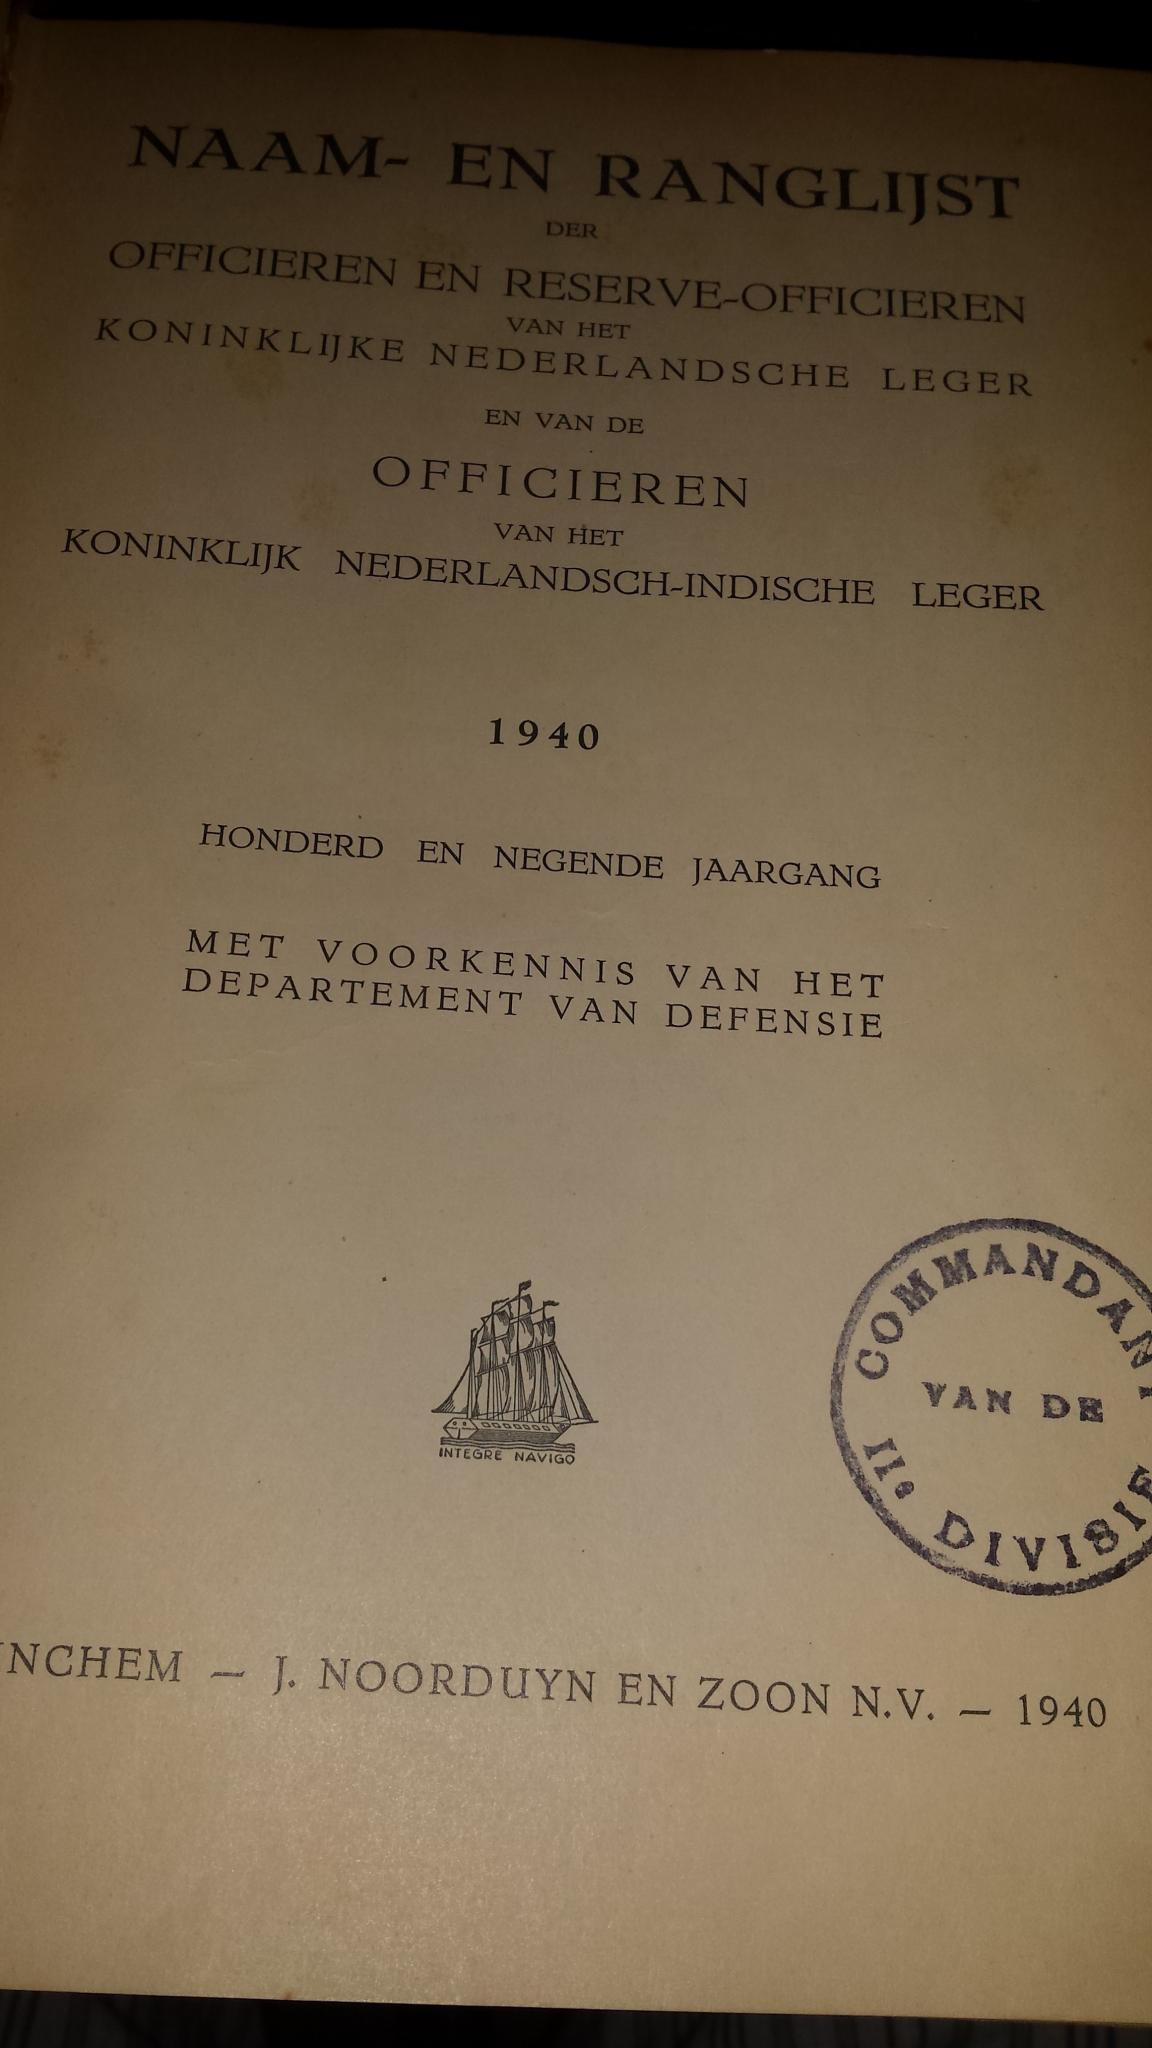 NAAM- EN RANGLIJST
DER
OFFICIEREN EN RESERVE-OFFICIEREN
VAN HET
KONINKLIJKE NEDERLANDSCHE LEGER
EN VAN DE
OFFICIEREN
VAN HET
KONINKLIJK NEDERLANDSCH-INDISCHE LEGER
1940
HONDERD EN NEGENDE JAARGANG
MET VOORKENNIS VAN HET
DEPARTEMENT VAN DEFENSIE
INTEGRE NAVIGO
COMMANDANT
VAN DE
IIe DIVISIE
NCHEM — J. NOORDUYN EN ZOON N.V. — 1940